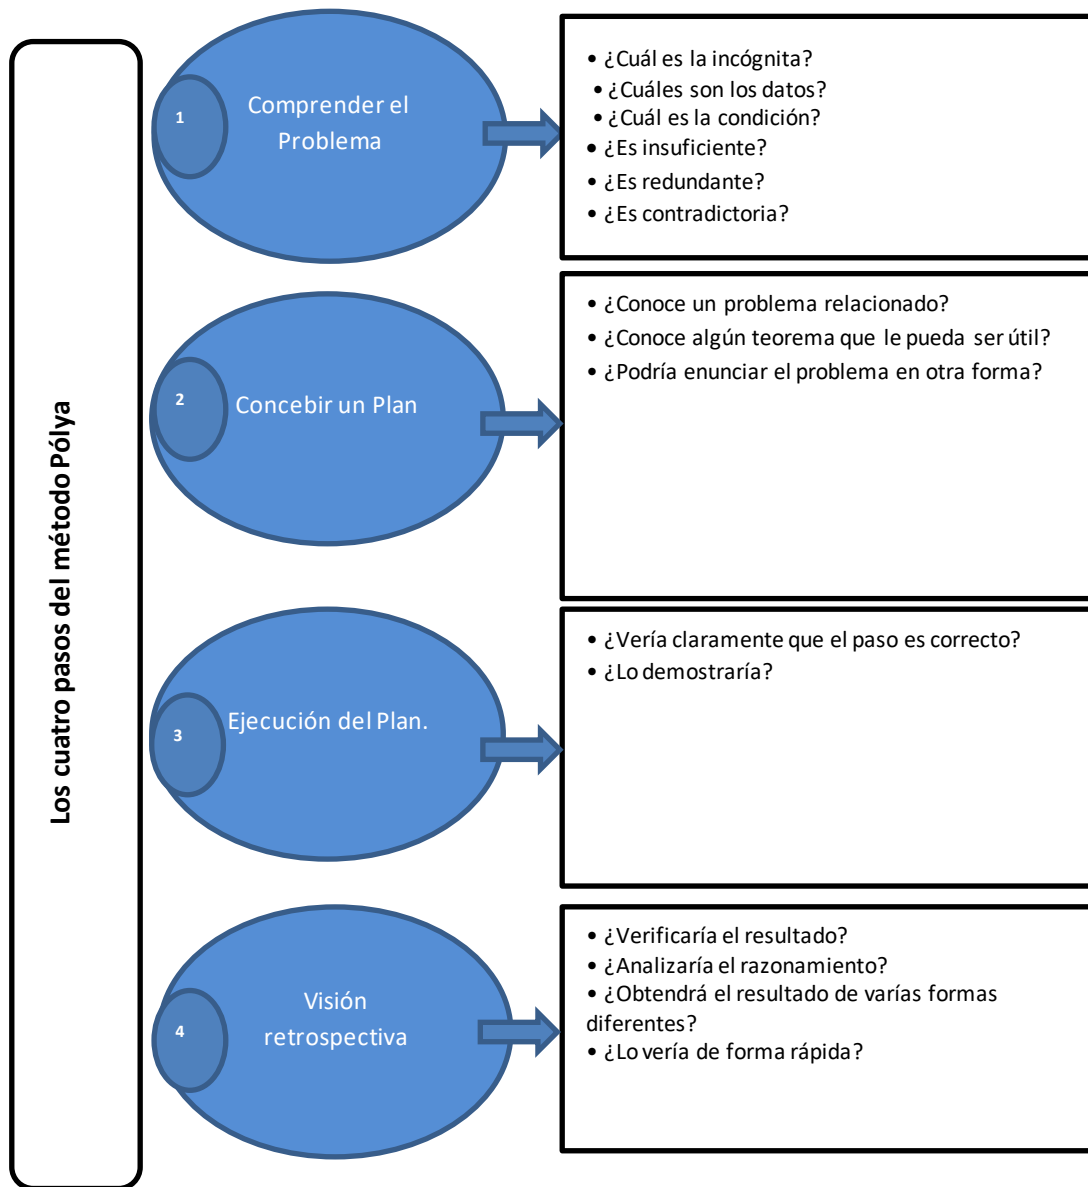 Los cuatro pasos del método Pólya
1
Comprender el
Problema
• ¿Cuál es la incógnita?
• ¿Cuáles son los datos?
• ¿Cuál es la condición?
• ¿Es insuficiente?
• ¿Es redundante?
• ¿Es contradictoria?
2
Concebir un Plan
• ¿Conoce un problema relacionado?
• ¿Conoce algún teorema que le pueda ser útil?
• ¿Podría enunciar el problema en otra forma?
3
Ejecución del Plan.
• ¿Vería claramente que el paso es correcto?
• ¿Lo demostraría?
4
Visión
retrospectiva
• ¿Verificaría el resultado?
• ¿Analizaría el razonamiento?
• ¿Obtendrá el resultado de varías formas
diferentes?
• ¿Lo vería de forma rápida?